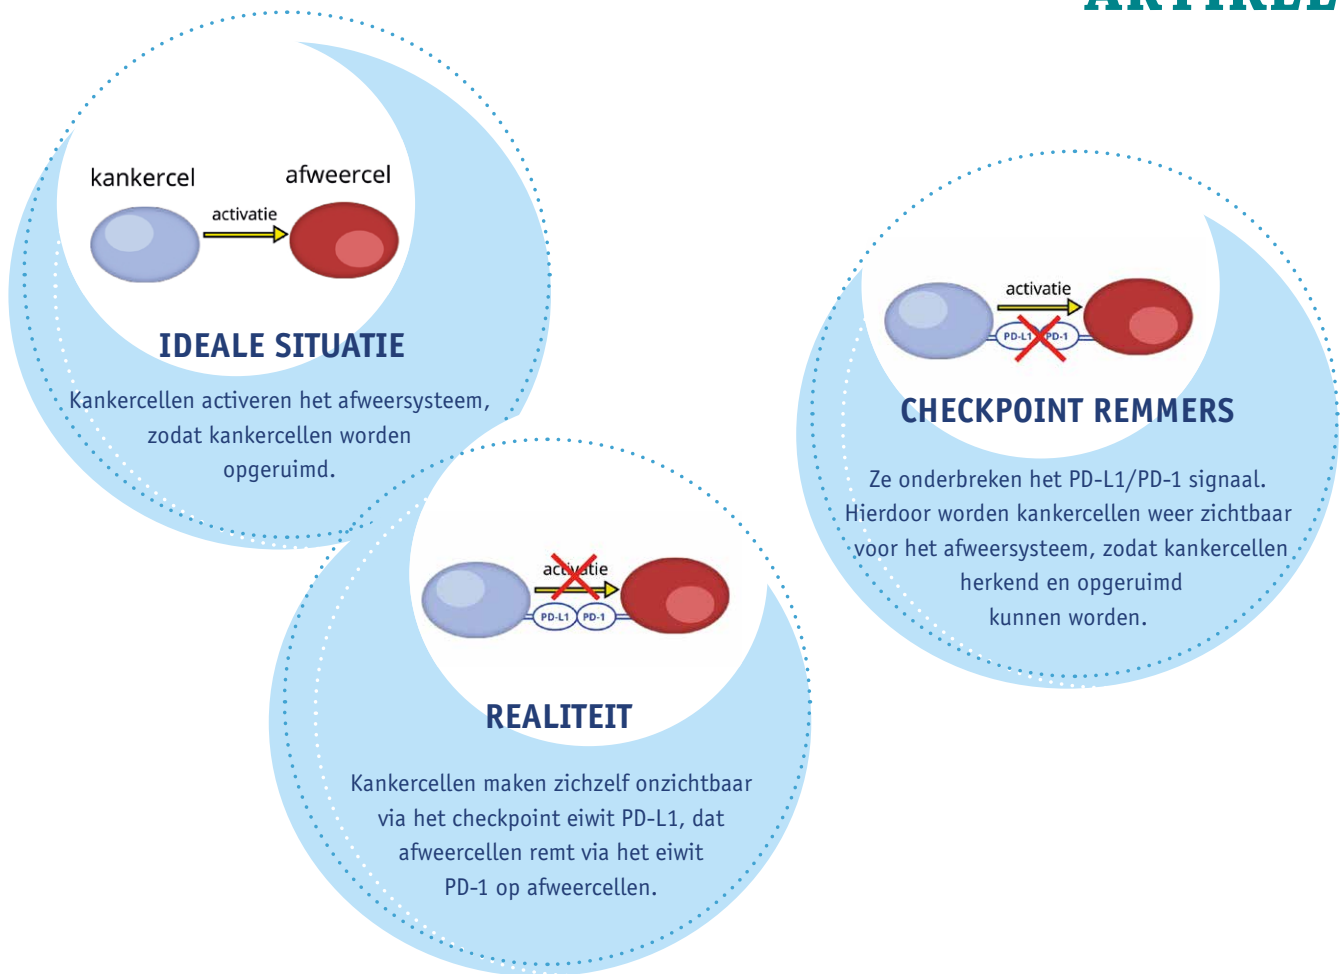 ARTIKEL
kankercel
afweercel
activatie
IDEALE SITUATIE
Kankercellen activeren het afweersysteem,
zodat kankercellen worden
opgeruimd.
activatie
PD-L1
PD-1
REALITEIT
Kankercellen maken zichzelf onzichtbaar
via het checkpoint eiwit PD-L1, dat
afweercellen remt via het eiwit
PD-1 op afweercellen.
activatie
PD-L1
PD-1
CHECKPOINT REMMERS
Ze onderbreken het PD-L1/PD-1 signaal.
Hierdoor worden kankercellen weer zichtbaar
voor het afweersysteem, zodat kankercellen
herkend en opgeruimd
kunnen worden.